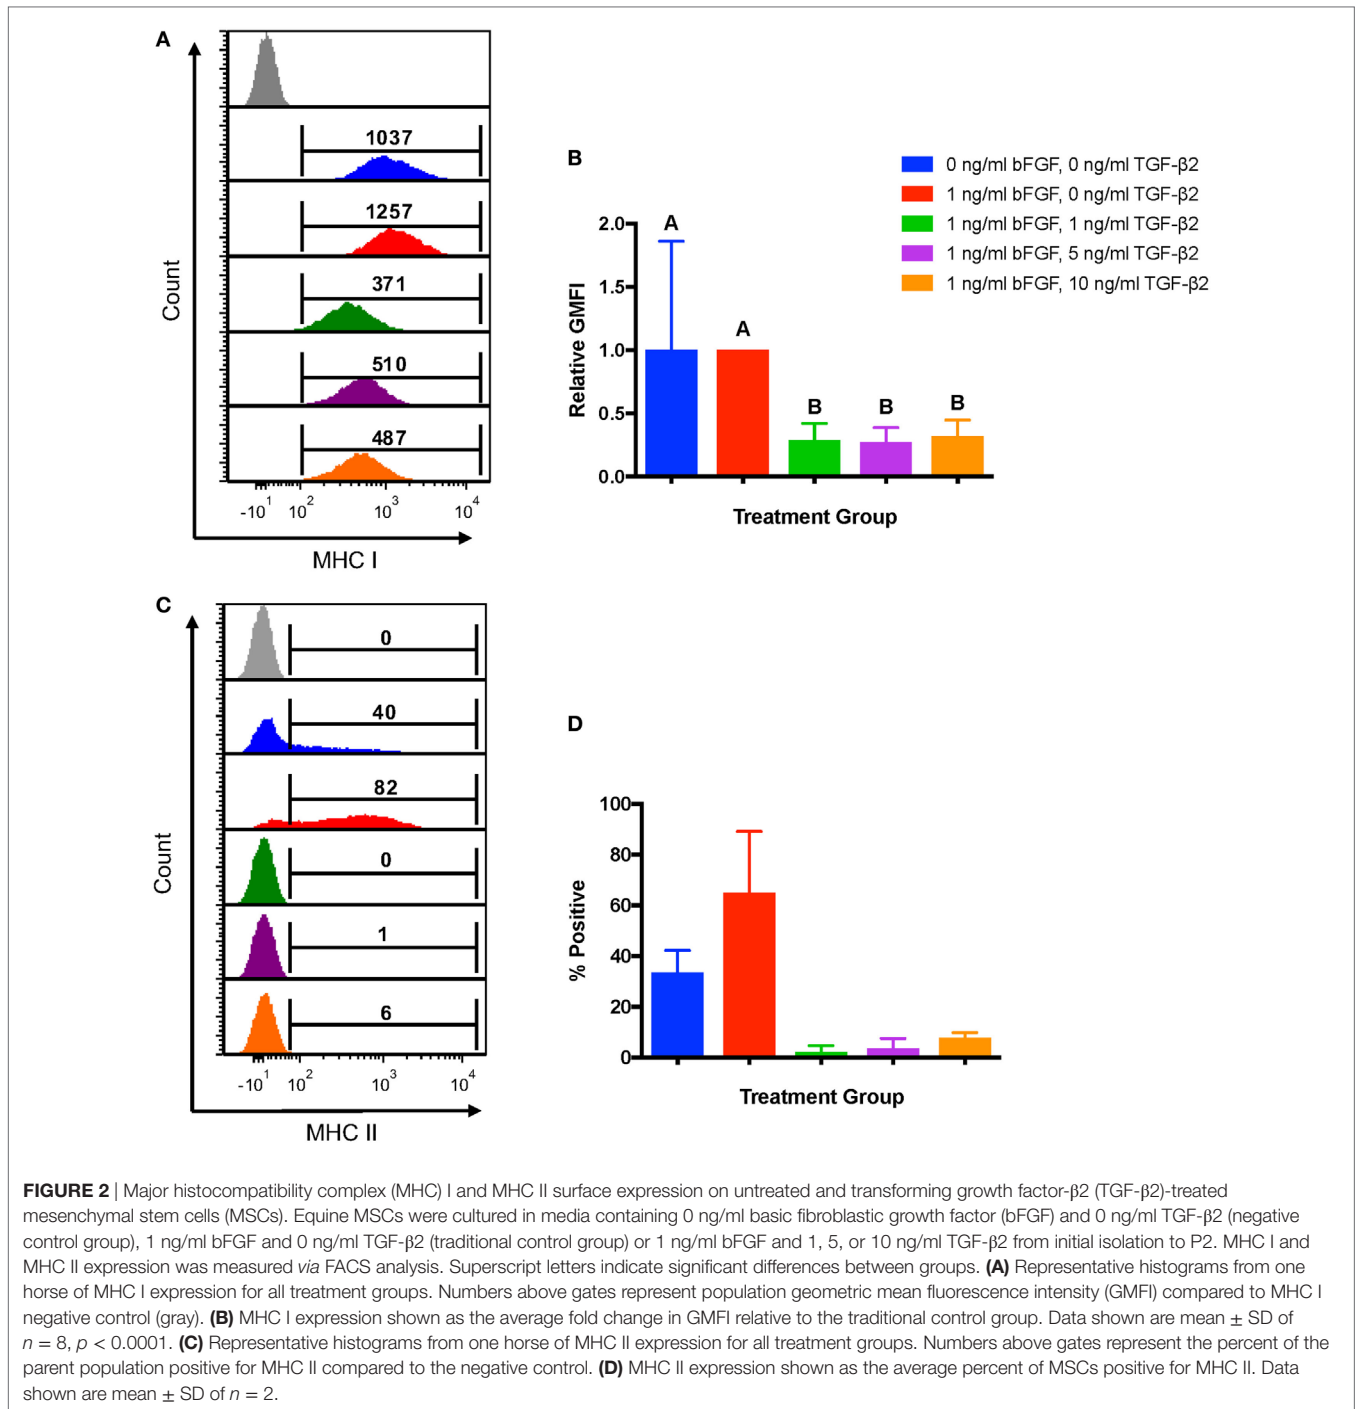 A
1037
1257
371
510
487
Count
-10¹ 10² 10³ 10⁴
MHC I
B
0 ng/ml bFGF, 0 ng/ml TGF-β2
1 ng/ml bFGF, 0 ng/ml TGF-β2
1 ng/ml bFGF, 1 ng/ml TGF-β2
1 ng/ml bFGF, 5 ng/ml TGF-β2
1 ng/ml bFGF, 10 ng/ml TGF-β2
2.0
1.5
1.0
0.5
0.0
Relative GMFI
A
A
B
B
B
Treatment Group
C
0
40
82
0
1
6
Count
-10¹ 10² 10³ 10⁴
MHC II
D
100
80
60
40
20
0
% Positive
Treatment Group
FIGURE 2 | Major histocompatibility complex (MHC) I and MHC II surface expression on untreated and transforming growth factor-β2 (TGF-β2)-treated
mesenchymal stem cells (MSCs). Equine MSCs were cultured in media containing 0 ng/ml basic fibroblastic growth factor (bFGF) and 0 ng/ml TGF-β2 (negative
control group), 1 ng/ml bFGF and 0 ng/ml TGF-β2 (traditional control group) or 1 ng/ml bFGF and 1, 5, or 10 ng/ml TGF-β2 from initial isolation to P2. MHC I and
MHC II expression was measured via FACS analysis. Superscript letters indicate significant differences between groups. (A) Representative histograms from one
horse of MHC I expression for all treatment groups. Numbers above gates represent population geometric mean fluorescence intensity (GMFI) compared to MHC I
negative control (gray). (B) MHC I expression shown as the average fold change in GMFI relative to the traditional control group. Data shown are mean ± SD of
n = 8, p < 0.0001. (C) Representative histograms from one horse of MHC II expression for all treatment groups. Numbers above gates represent the percent of the
parent population positive for MHC II compared to the negative control. (D) MHC II expression shown as the average percent of MSCs positive for MHC II. Data
shown are mean ± SD of n = 2.